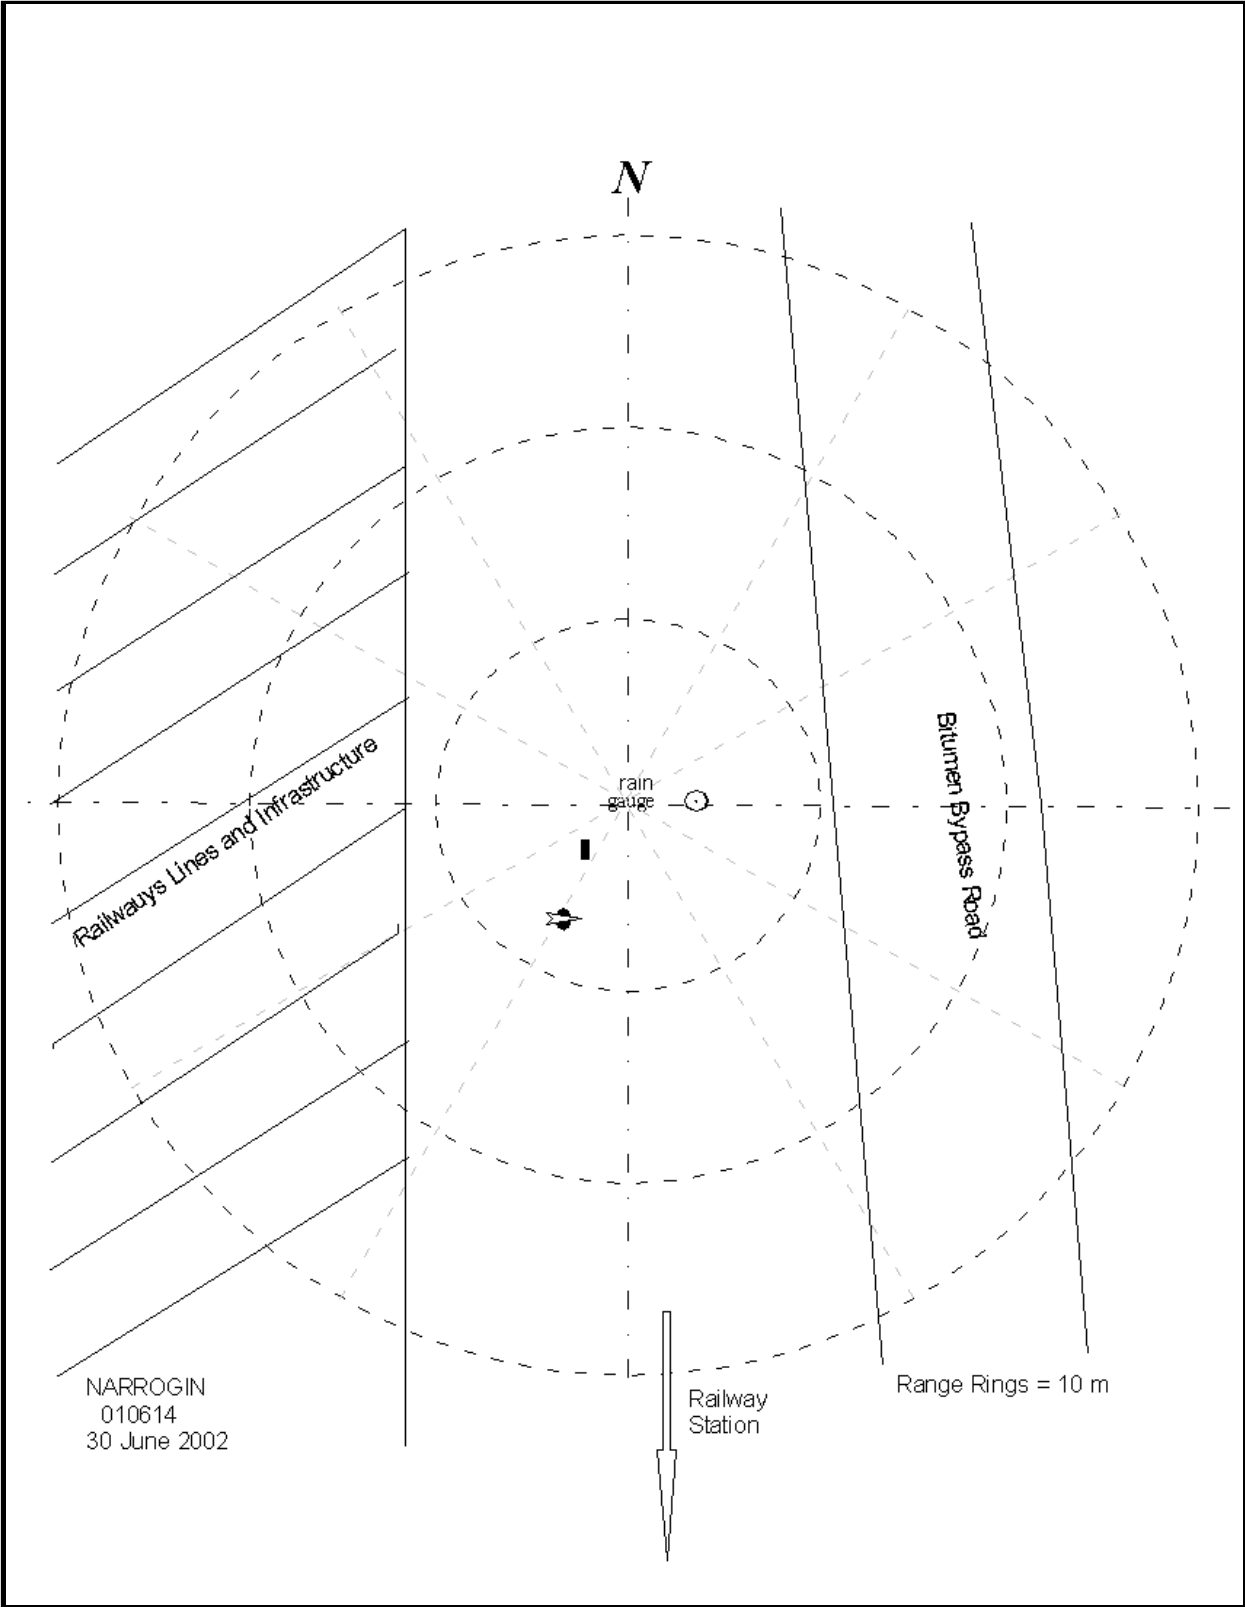 N
rain
gauge
Railwauys Lines and Infrastructure
Bitumen Bypass Road
NARROGIN
010614
30 June 2002
Railway
Station
Range Rings = 10 m